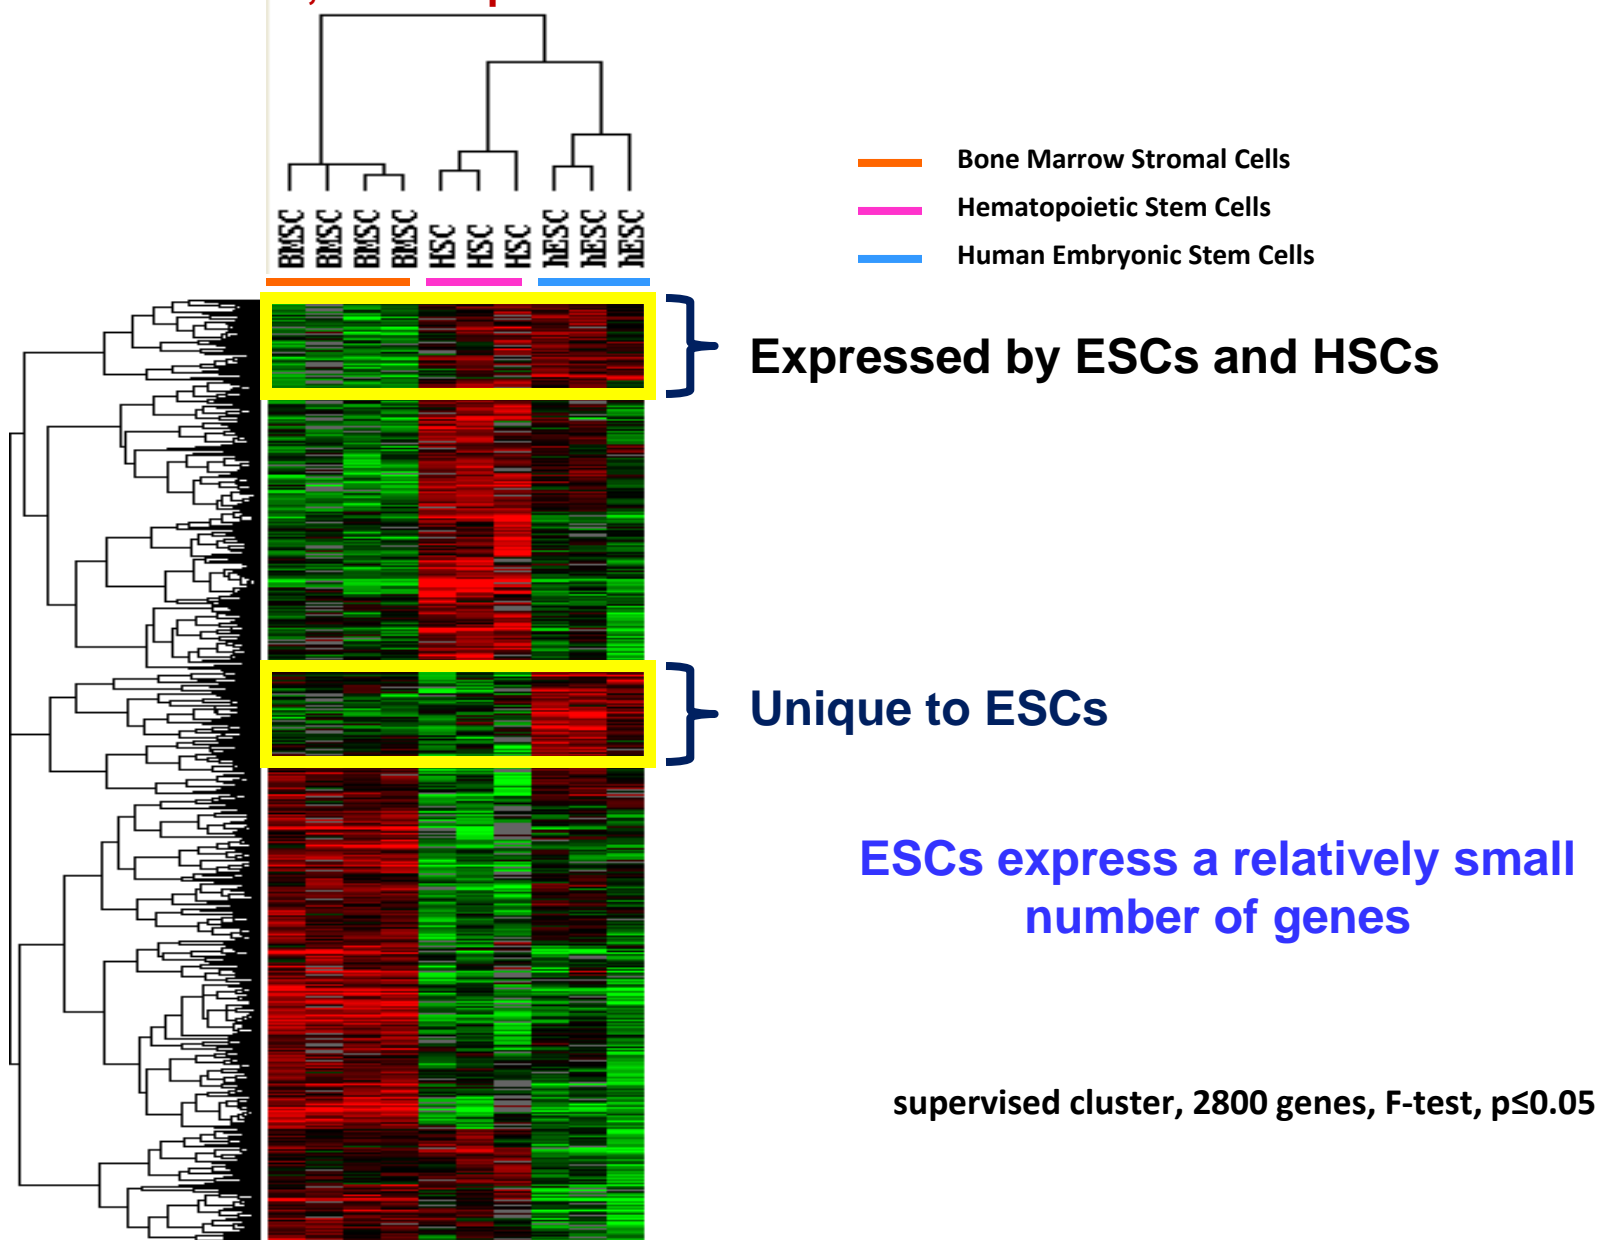 BMSC BMSC BMSC BMSC HSC HSC HSC hESC hESC hESC
Bone Marrow Stromal Cells
Hematopoietic Stem Cells
Human Embryonic Stem Cells
Expressed by ESCs and HSCs
Unique to ESCs
ESCs express a relatively small
number of genes
supervised cluster, 2800 genes, F-test, p≤0.05